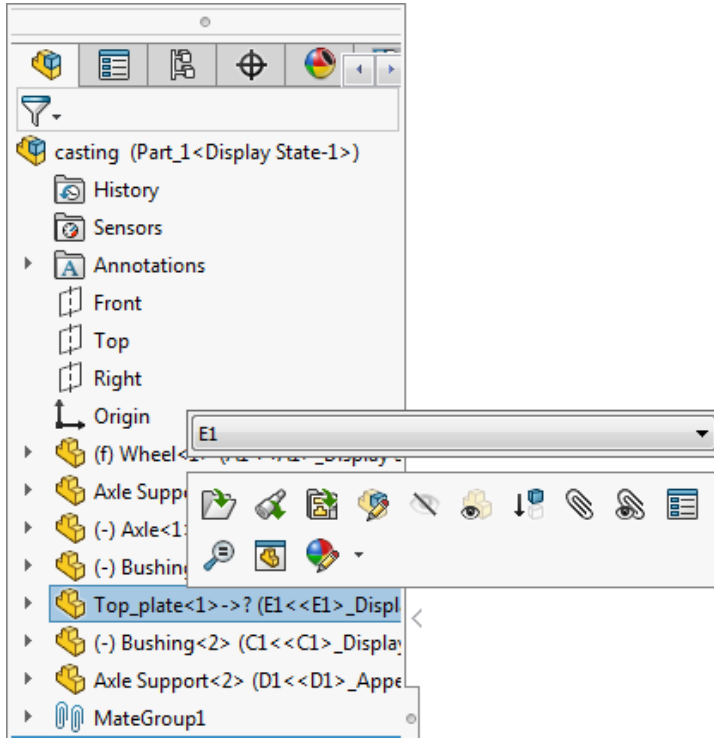 casting (Part_1<Display State-1>)
History
Sensors
A Annotations
Front
Top
Right
Origin
E1
(f) Wheel<1>
Axle Supp
(-) Axle<1>
(-) Bushing
Top_plate<1>->? (E1<<E1>_Displ
(-) Bushing<2> (C1<<C1>_Display
Axle Support<2> (D1<<D1>_Appe
MateGroup1